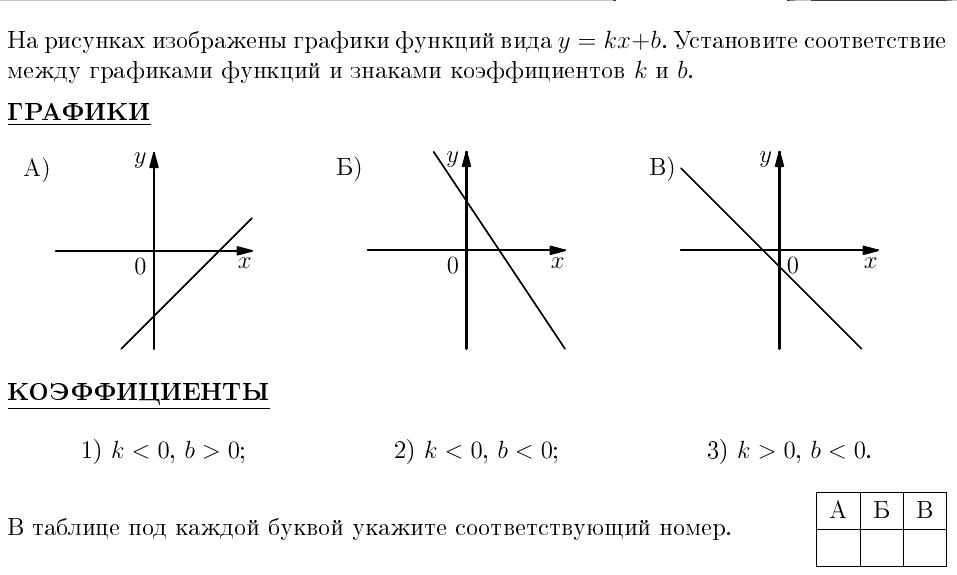 На рисунках изображены графики функций вида y = kx+b. Установите соответствие
между графиками функций и знаками коэффициентов k и b.
ГРАФИКИ
А) y 0 x
Б) y 0 x
В) y 0 x
КОЭФФИЦИЕНТЫ
1) k < 0, b > 0; 2) k < 0, b < 0; 3) k > 0, b < 0.
В таблице под каждой буквой укажите соответствующий номер.
А Б В